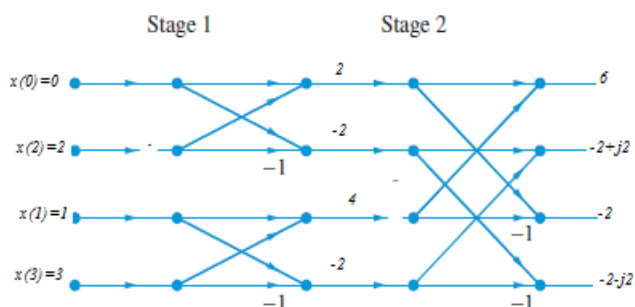 Stage 1 Stage 2
x(0)=0 2 6
x(2)=2 -2 -2+j2
−1
x(1)=1 4 -2
−1
x(3)=3 -2 -2-j2
−1 −1